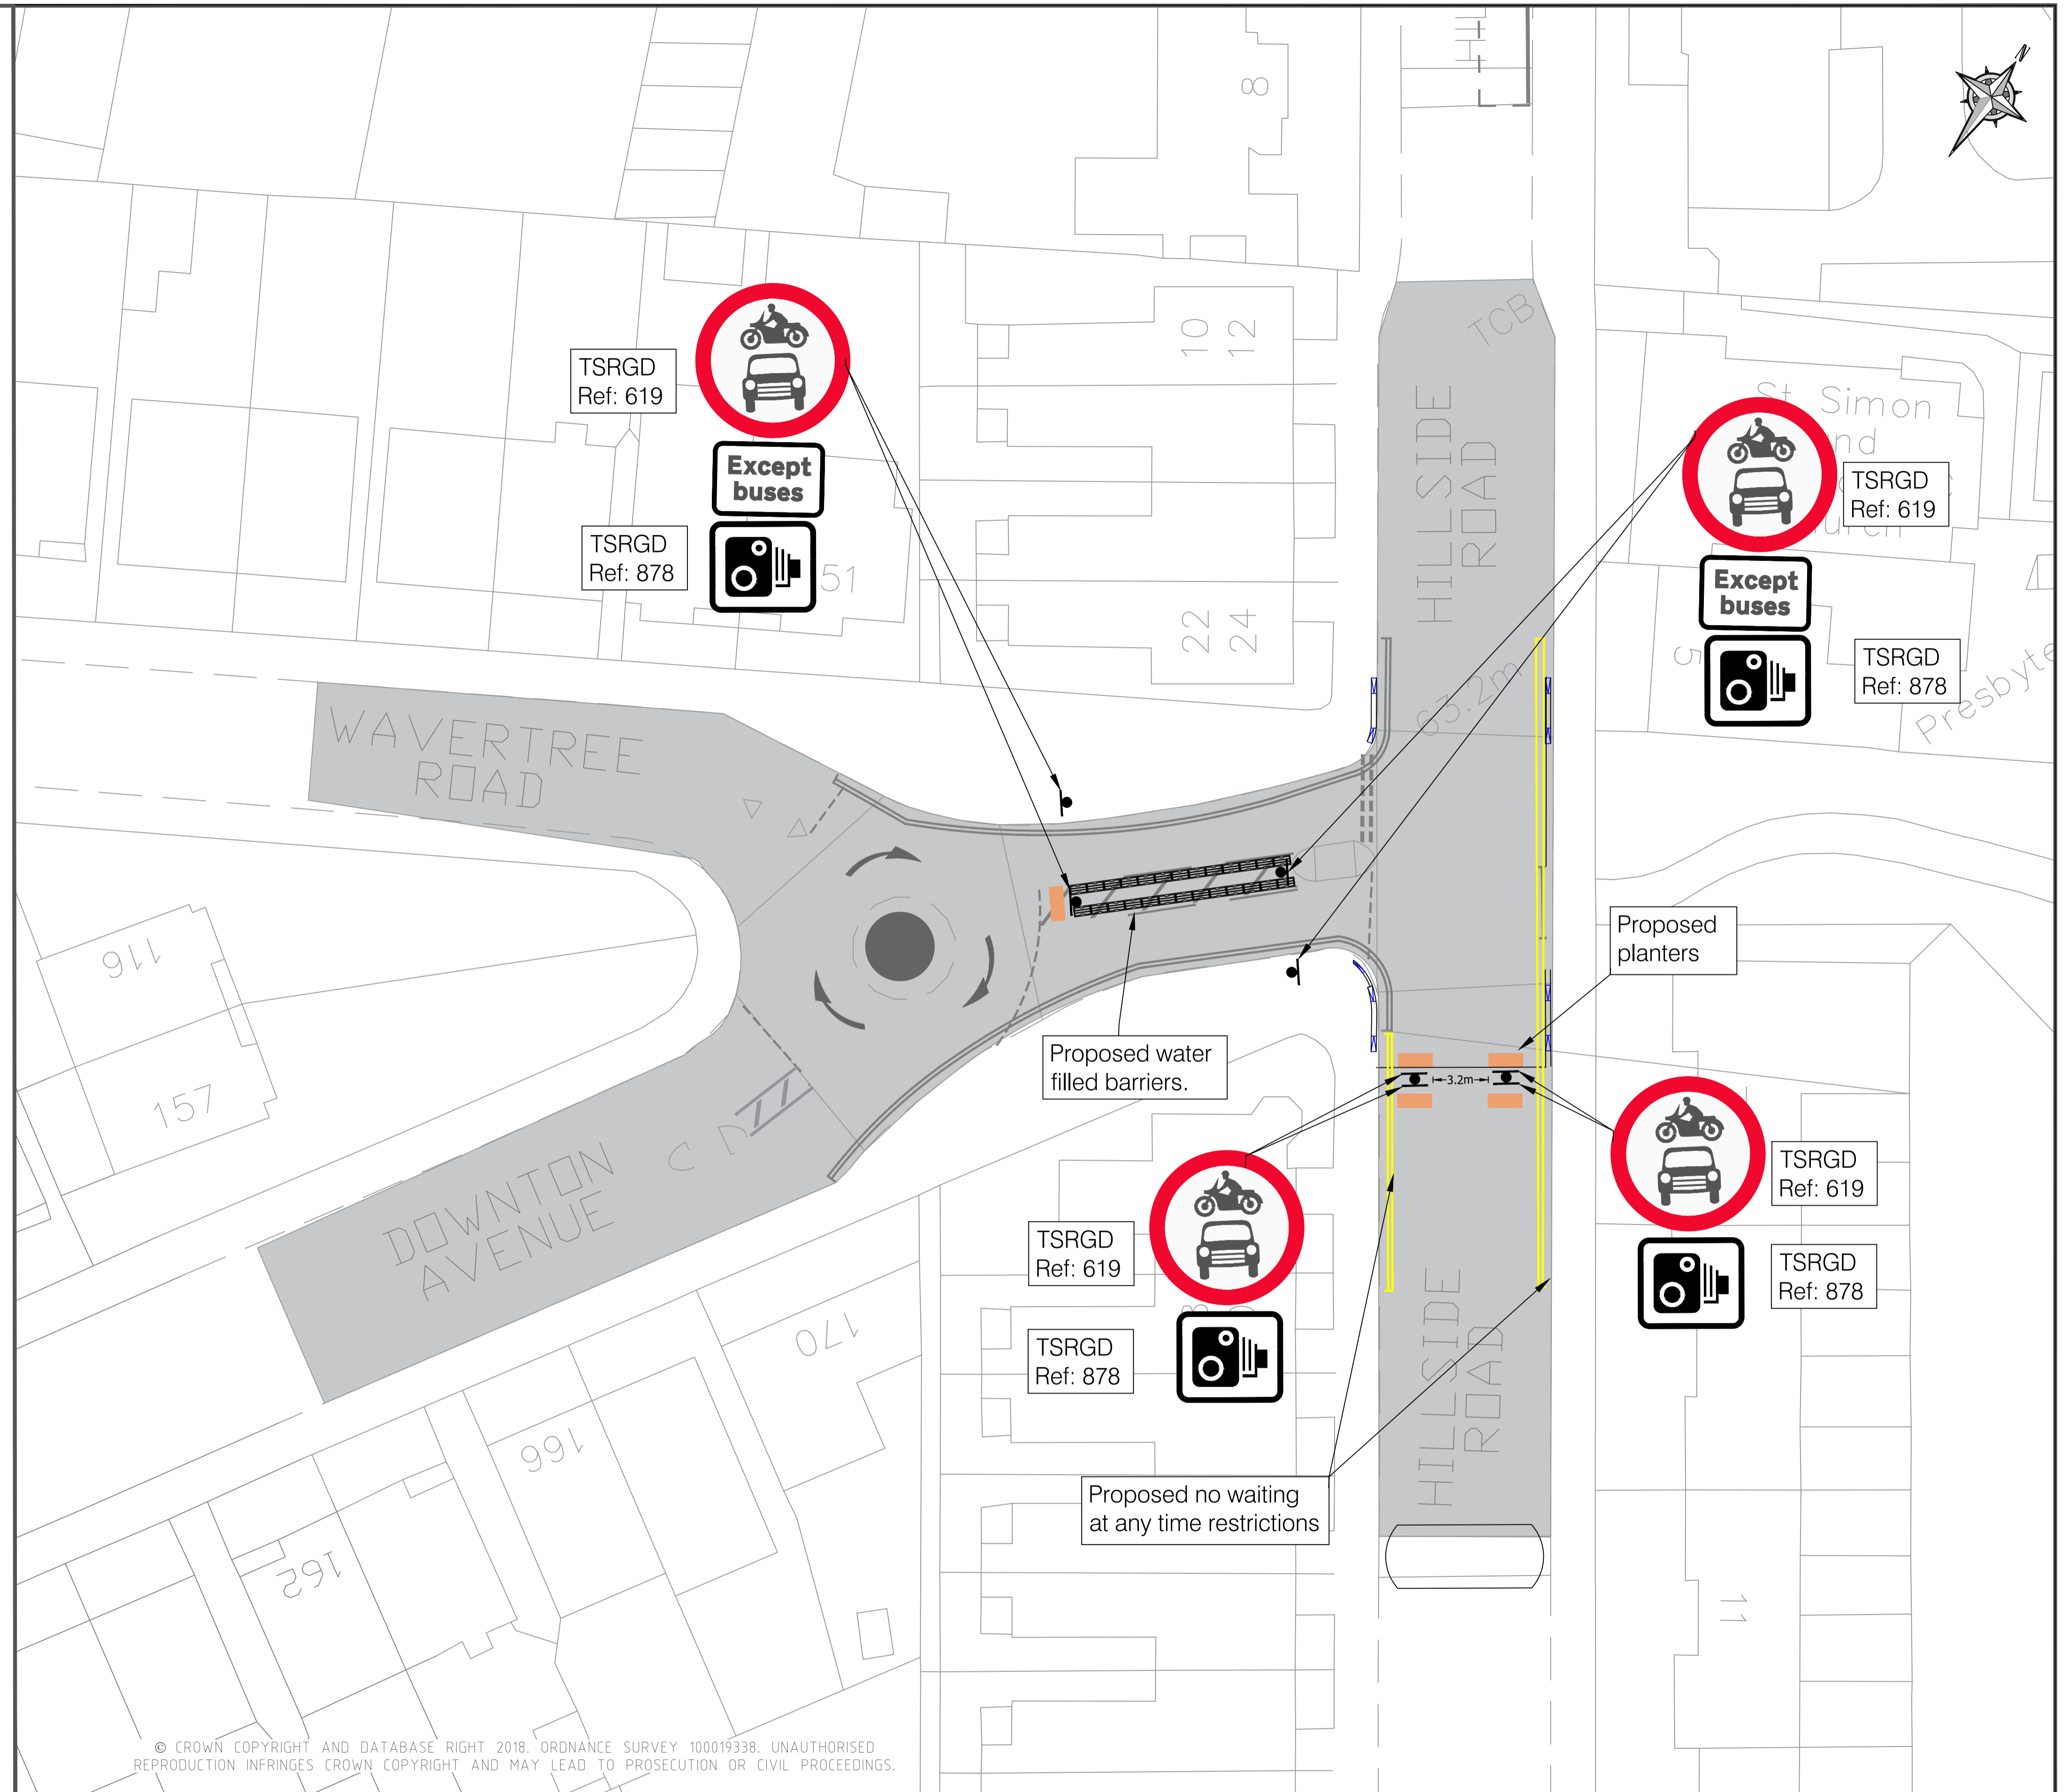 N
8
TSRGD
Ref: 619
Except
buses
TSRGD
Ref: 878
51
10
12
22
24
TCB
HILLSIDE
ROAD
63.2m
St Simon
TSRGD
Ref: 619
Except
buses
TSRGD
Ref: 878
5
WAVERTREE
ROAD
116
157
DOWNTON
AVENUE
Proposed
planters
Proposed water
filled barriers.
3.2m
TSRGD
Ref: 619
TSRGD
Ref: 878
TSRGD
Ref: 619
TSRGD
Ref: 878
HILLSIDE
ROAD
Proposed no waiting
at any time restrictions
170
166
162
11
© CROWN COPYRIGHT AND DATABASE RIGHT 2018. ORDNANCE SURVEY 100019338. UNAUTHORISED
REPRODUCTION INFRINGES CROWN COPYRIGHT AND MAY LEAD TO PROSECUTION OR CIVIL PROCEEDINGS.